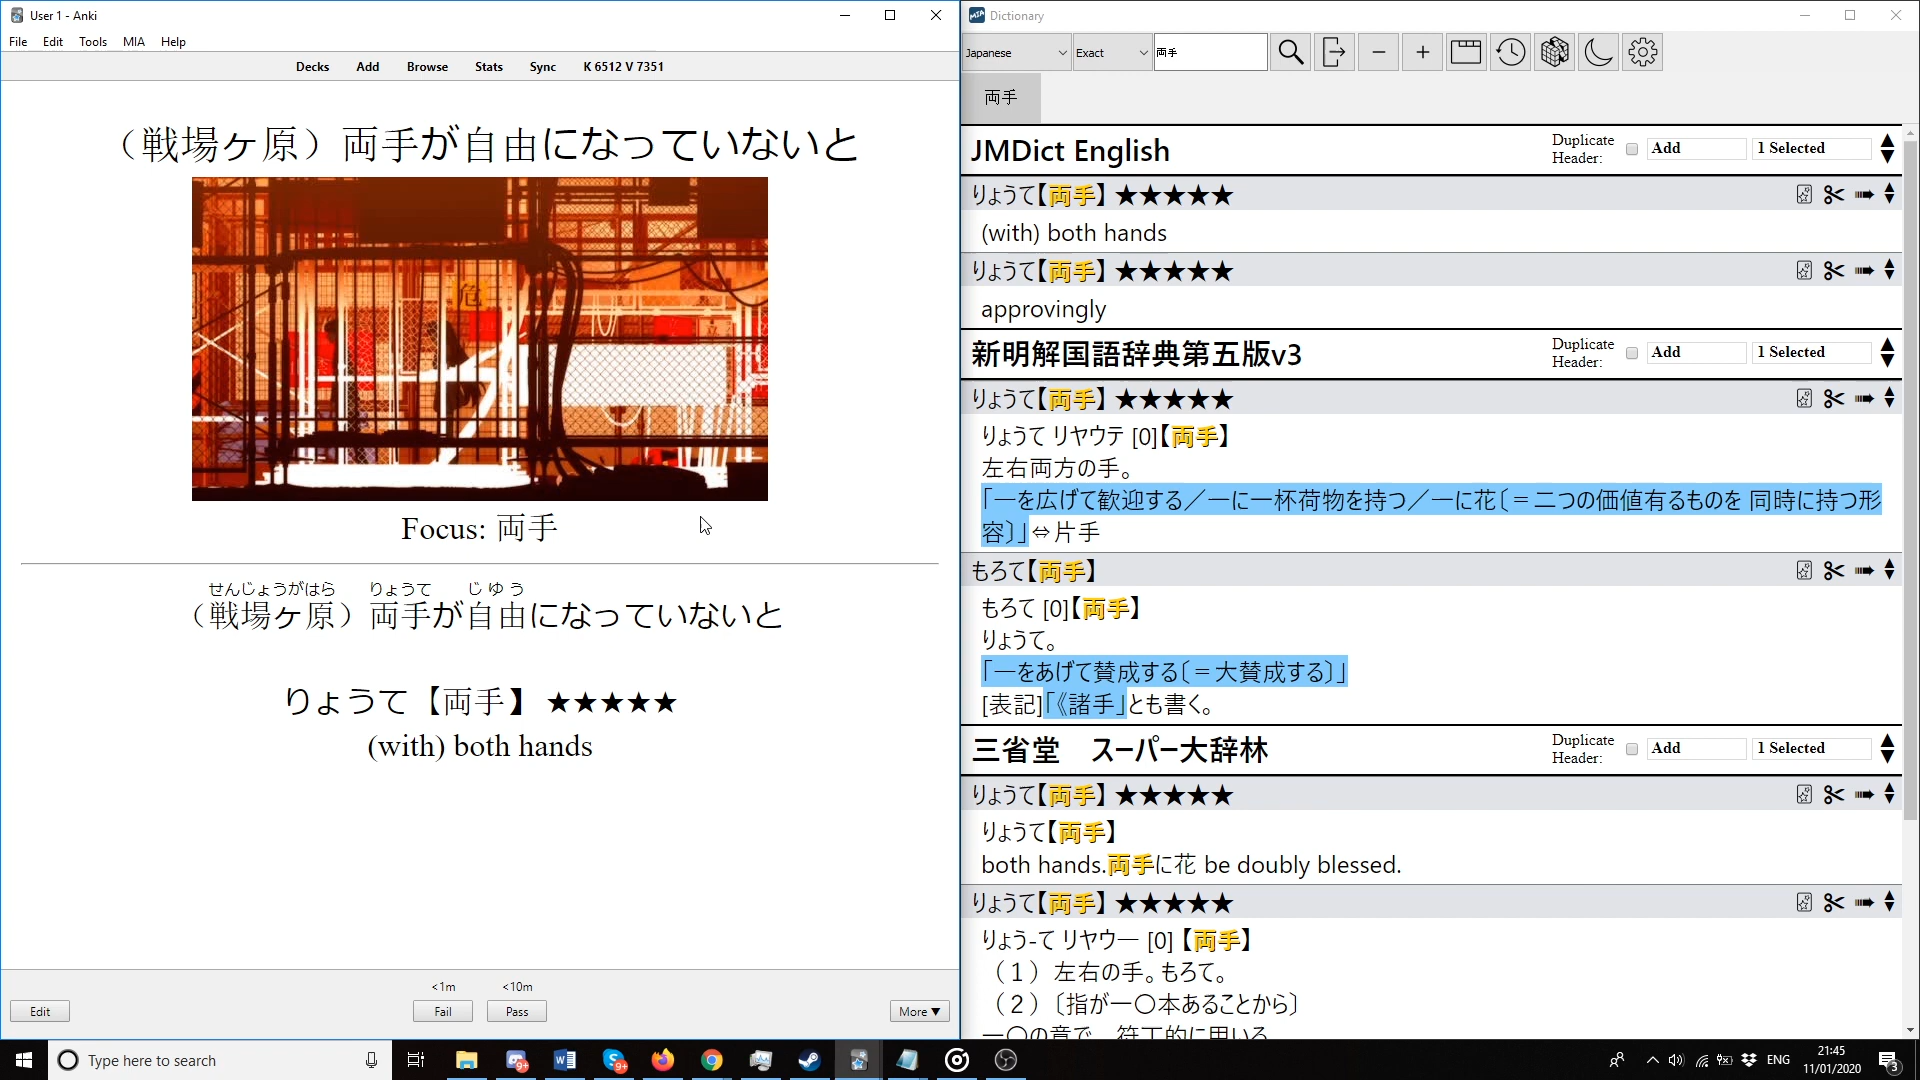 User 1 - Anki
File Edit Tools MIA Help
Decks Add Browse Stats Sync K 6512 V 7351
（戦場ヶ原）両手が自由になっていないと
危
Focus: 両手
せんじょうがはら りょうて じゆう
（戦場ヶ原）両手が自由になっていないと
りょうて【両手】★★★★★
(with) both hands
<1m <10m
Edit Fail Pass More ▼
Dictionary
Japanese Exact 両手
両手
JMDict English Duplicate Header: Add 1 Selected
りょうて【両手】★★★★★
(with) both hands
りょうて【両手】★★★★★
approvingly
新明解国語辞典第五版v3 Duplicate Header: Add 1 Selected
りょうて【両手】★★★★★
りょうて リヤウテ [0]【両手】
左右両方の手。
「―を広げて歓迎する／―に一杯荷物を持つ／―に花〔＝二つの価値有るものを 同時に持つ形
容〕」⇔片手
もろて【両手】
もろて [0]【両手】
りょうて。
「―をあげて賛成する〔＝大賛成する〕」
[表記]「《諸手」とも書く。
三省堂　スーパー大辞林 Duplicate Header: Add 1 Selected
りょうて【両手】★★★★★
りょうて【両手】
both hands.両手に花 be doubly blessed.
りょうて【両手】★★★★★
りょう-て リヤウ― [0] 【両手】
（１）左右の手。もろて。
（２）〔指が一〇本あることから〕
一〇の意で、符丁的に用いる
Type here to search
ENG
21:45
11/01/2020
3